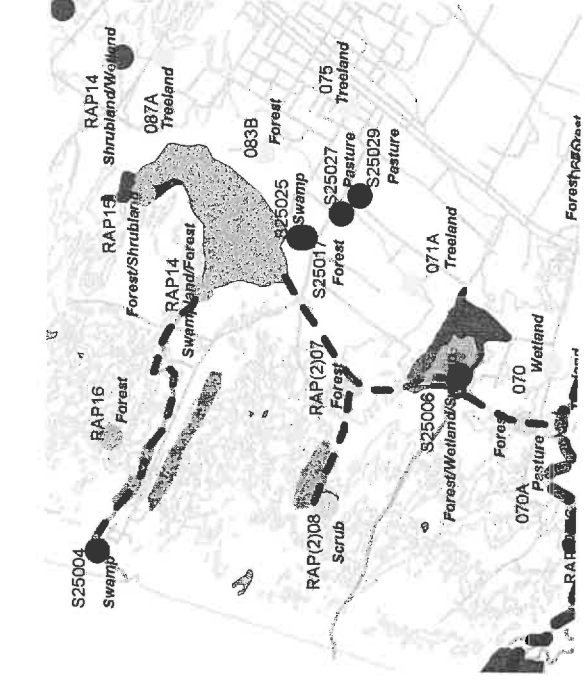 RAP14
Shrubland/Wetland
087A
Treeland
RAP15
Forest/Shrubland
083B
Forest
075
Treeland
RAP14
Swampland/Forest
S25025
Swamp
S25027
Pasture
S25029
Pasture
S25017
Forest
RAP16
Forest
071A
Treeland
RAP(2)07
Forest
S25004
Swamp
RAP(2)08
Scrub
S25006
Forest/Wetland/
070
Wetland
Forest
070A
Pasture
RAP